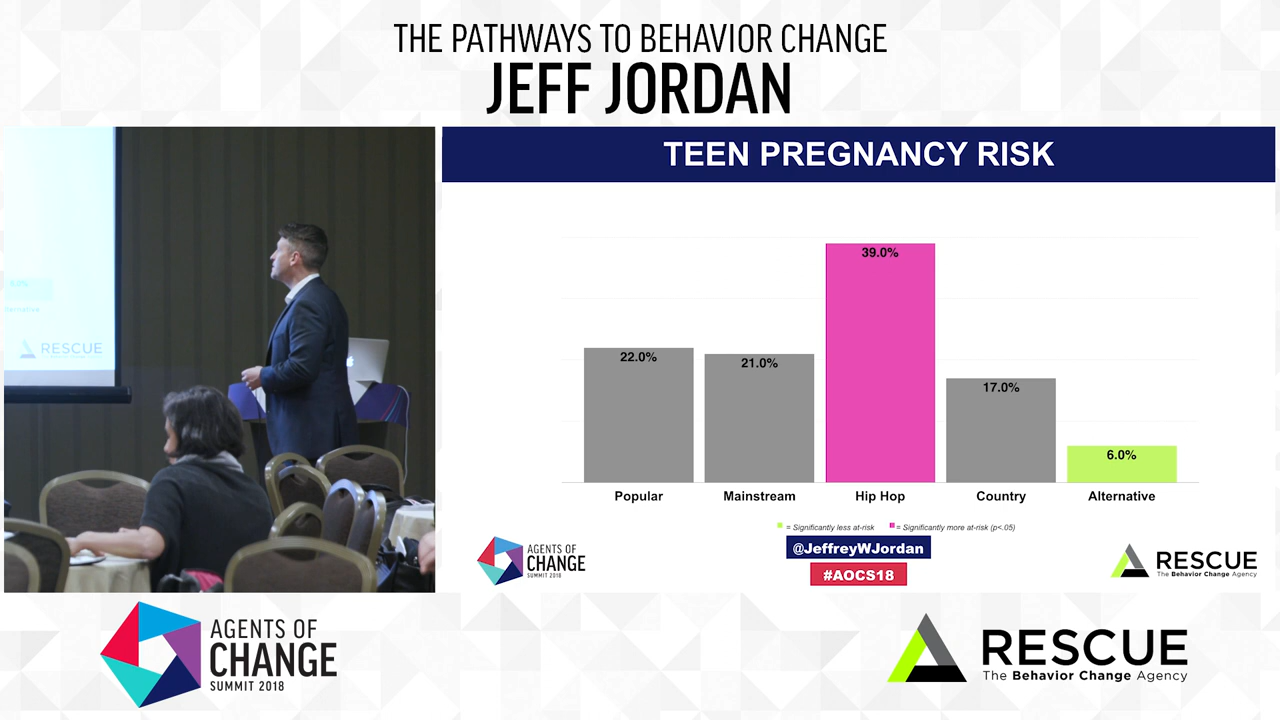 THE PATHWAYS TO BEHAVIOR CHANGE
JEFF JORDAN
TEEN PREGNANCY RISK
39.0%
22.0%
21.0%
17.0%
6.0%
Popular
Mainstream
Hip Hop
Country
Alternative
= Significantly less at-risk
= Significantly more at-risk (p<.05)
@JeffreyWJordan
#AOCS18
AGENTS OF
CHANGE
SUMMIT 2018
RESCUE
The Behavior Change Agency
RESCUE
AGENTS OF
CHANGE
SUMMIT 2018
RESCUE
The Behavior Change Agency